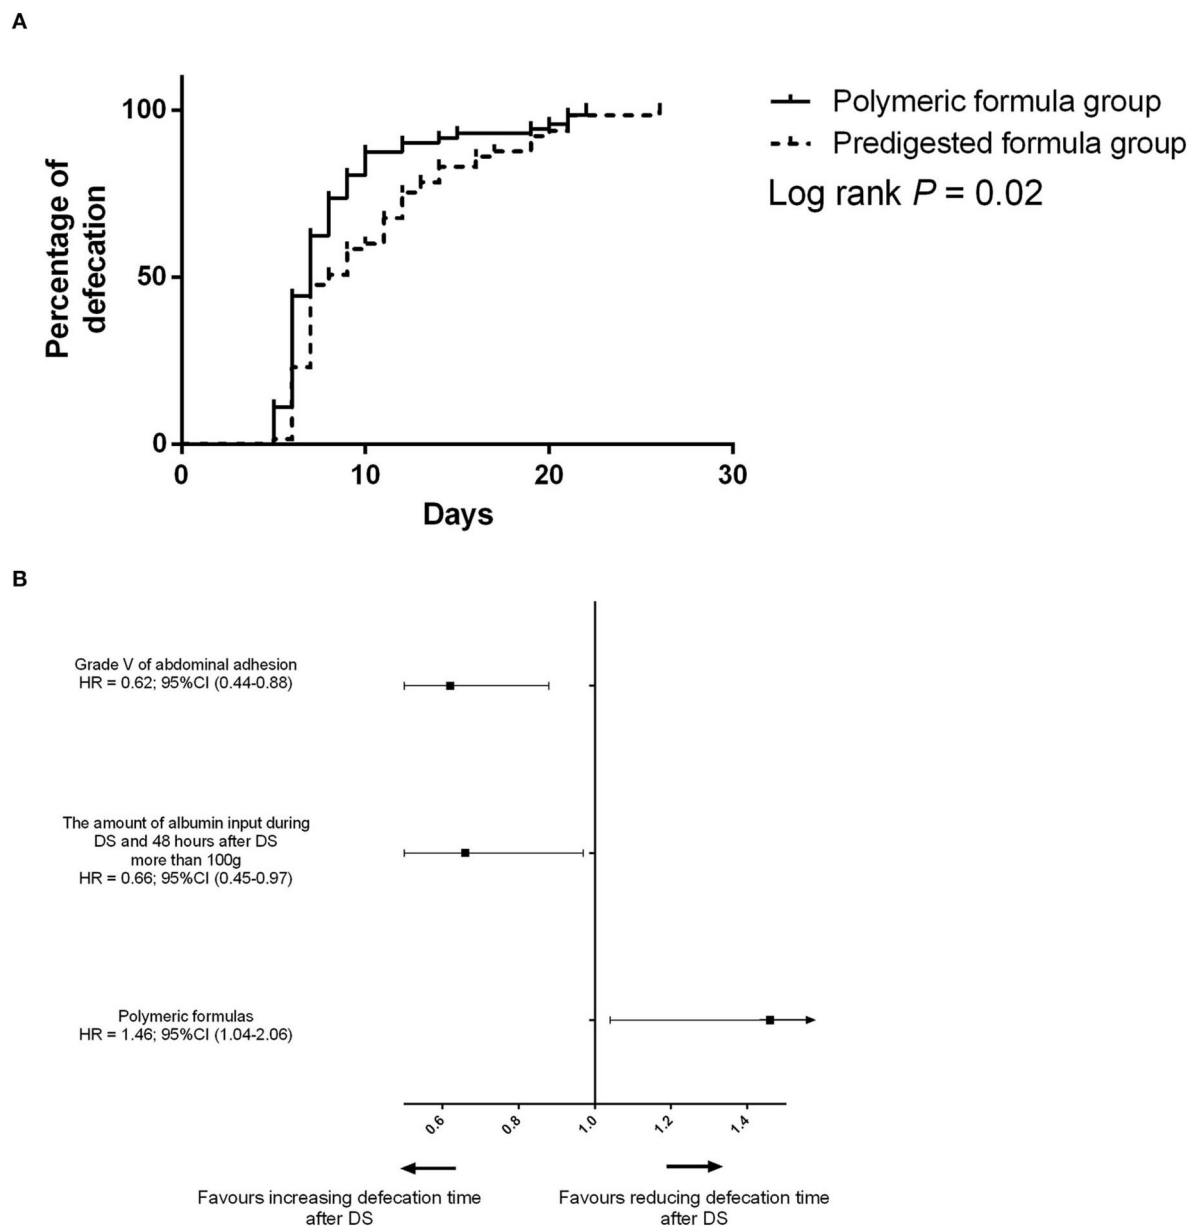 A
Percentage of
defecation
100
50
0
0
10
20
30
Days
Polymeric formula group
Predigested formula group
Log rank P = 0.02
B
Grade V of abdominal adhesion
HR = 0.62; 95%CI (0.44-0.88)
The amount of albumin input during
DS and 48 hours after DS
more than 100g
HR = 0.66; 95%CI (0.45-0.97)
Polymeric formulas
HR = 1.46; 95%CI (1.04-2.06)
0.6
0.8
1.0
1.2
1.4
Favours increasing defecation time
after DS
Favours reducing defecation time
after DS